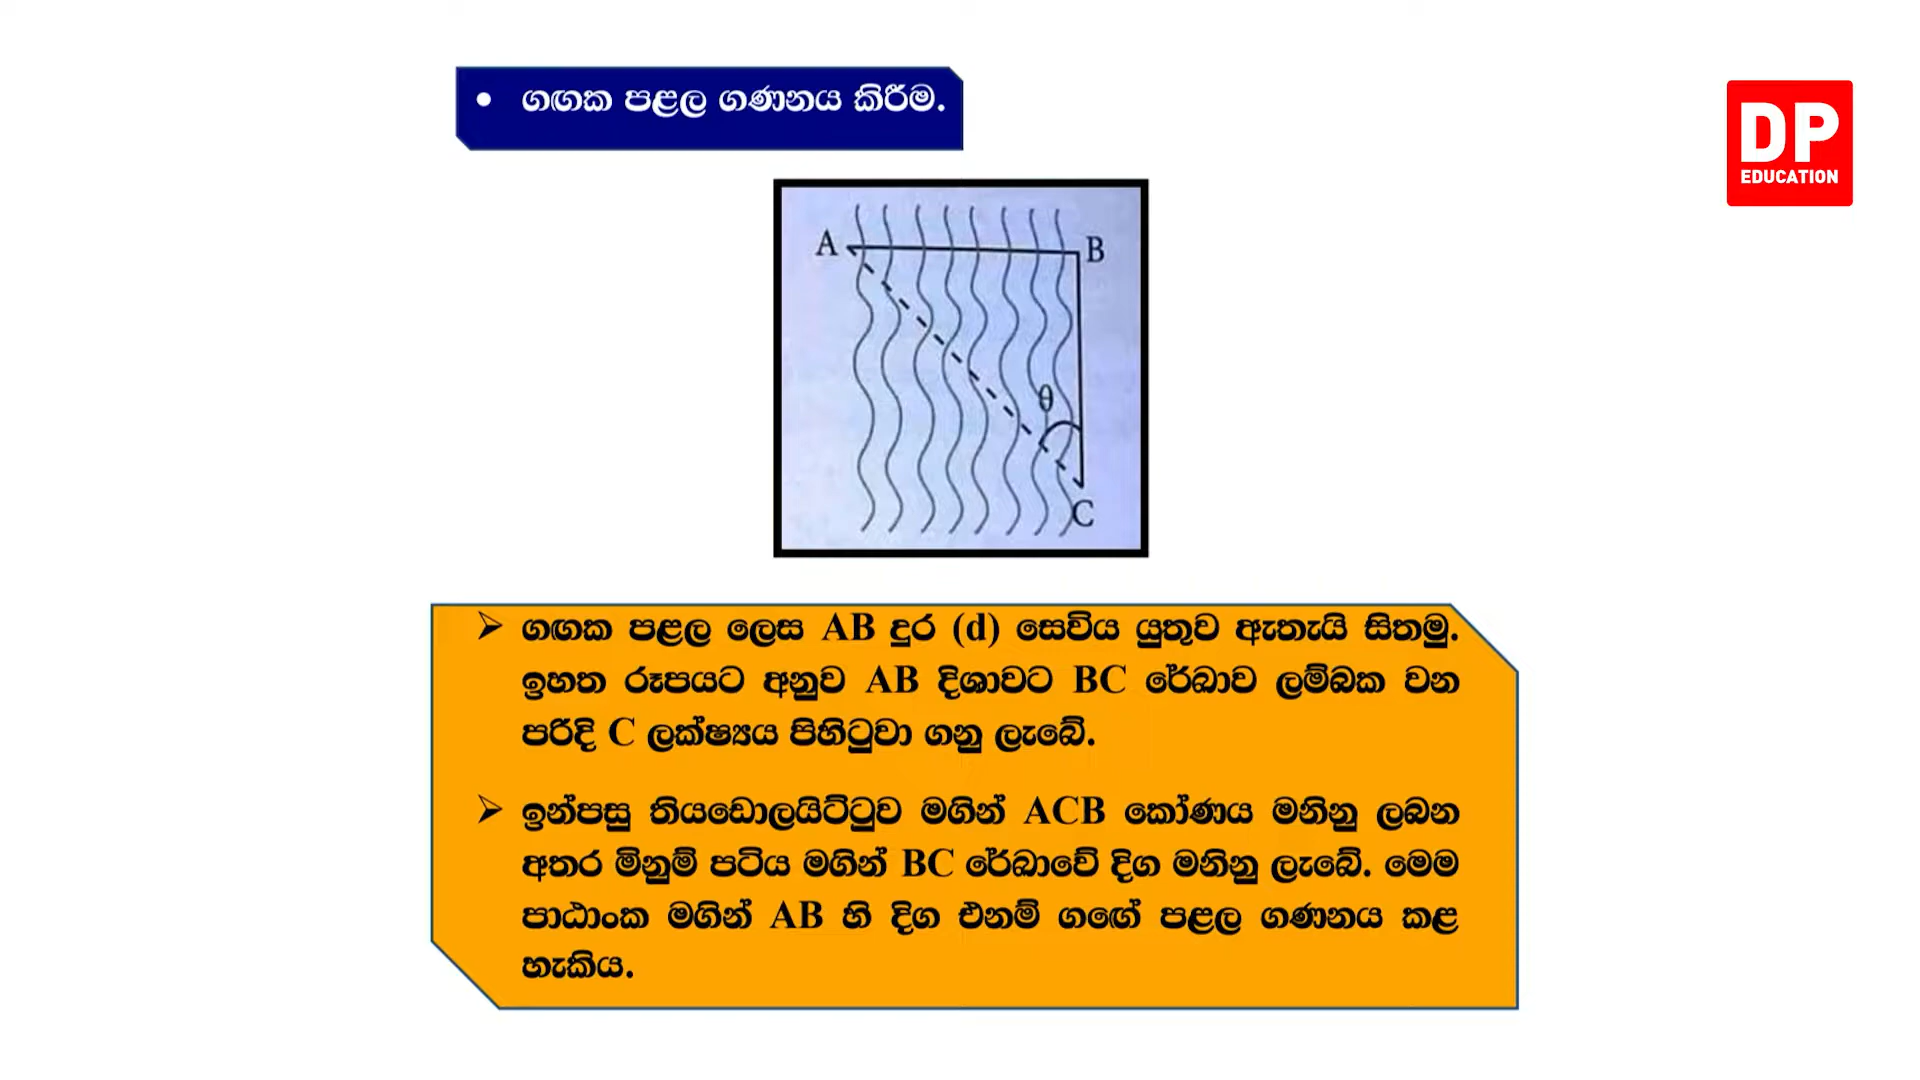 • ගඟක පළල ගණනය කිරීම.
DP
EDUCATION
A
B
θ
C
➢ ගඟක පළල ලෙස AB දුර (d) සෙවිය යුතුව ඇතැයි සිතමු.
ඉහත රූපයට අනුව AB දිශාවට BC රේඛාව ලම්බක වන
පරිදි C ලක්ෂ්‍යය පිහිටුවා ගනු ලැබේ.
➢ ඉන්පසු තියඩොලයිට්ටුව මගින් ACB කෝණය මනිනු ලබන
අතර මිනුම් පටිය මගින් BC රේඛාවේ දිග මනිනු ලැබේ. මෙම
පාඨාංක මගින් AB හි දිග එනම් ගඟේ පළල ගණනය කළ
හැකිය.